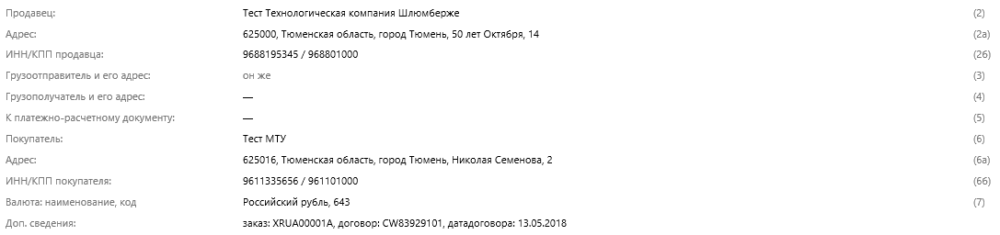 Продавец: Тест Технологическая компания Шлюмберже (2)
Адрес: 625000, Тюменская область, город Тюмень, 50 лет Октября, 14 (2а)
ИНН/КПП продавца: 9688195345 / 968801000 (2б)
Грузоотправитель и его адрес: он же (3)
Грузополучатель и его адрес: — (4)
К платежно-расчетному документу: — (5)
Покупатель: Тест МТУ (6)
Адрес: 625016, Тюменская область, город Тюмень, Николая Семенова, 2 (6а)
ИНН/КПП покупателя: 9611335656 / 961101000 (6б)
Валюта: наименование, код Российский рубль, 643 (7)
Доп. сведения: заказ: XRUA00001A, договор: CW83929101, датадоговора: 13.05.2018